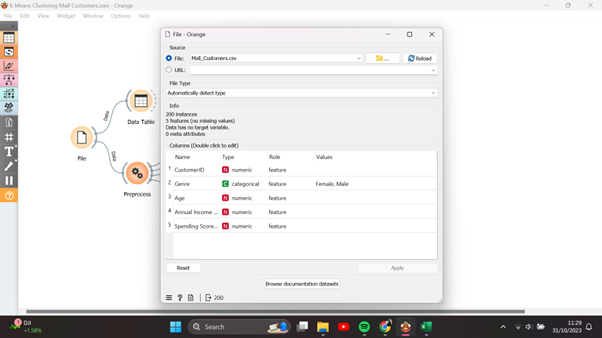 K Means Clustering Mall Customers.ows - Orange
File Edit View Widget Window Options Help
File - Orange
Source
File: Mall_Customers.csv
...
Reload
URL:
File Type
Automatically detect type
Info
200 instances
5 features (no missing values)
Data has no target variable.
0 meta attributes
Columns (Double click to edit)
Name Type Role Values
1 CustomerID N numeric feature
2 Genre C categorical feature Female, Male
3 Age N numeric feature
4 Annual Income ... N numeric feature
5 Spending Score... N numeric feature
Reset Apply
Browse documentation datasets
200
Data
Data Table
File
Data
Preprocess
DJI
+1.58%
Search
11:29
31/10/2023